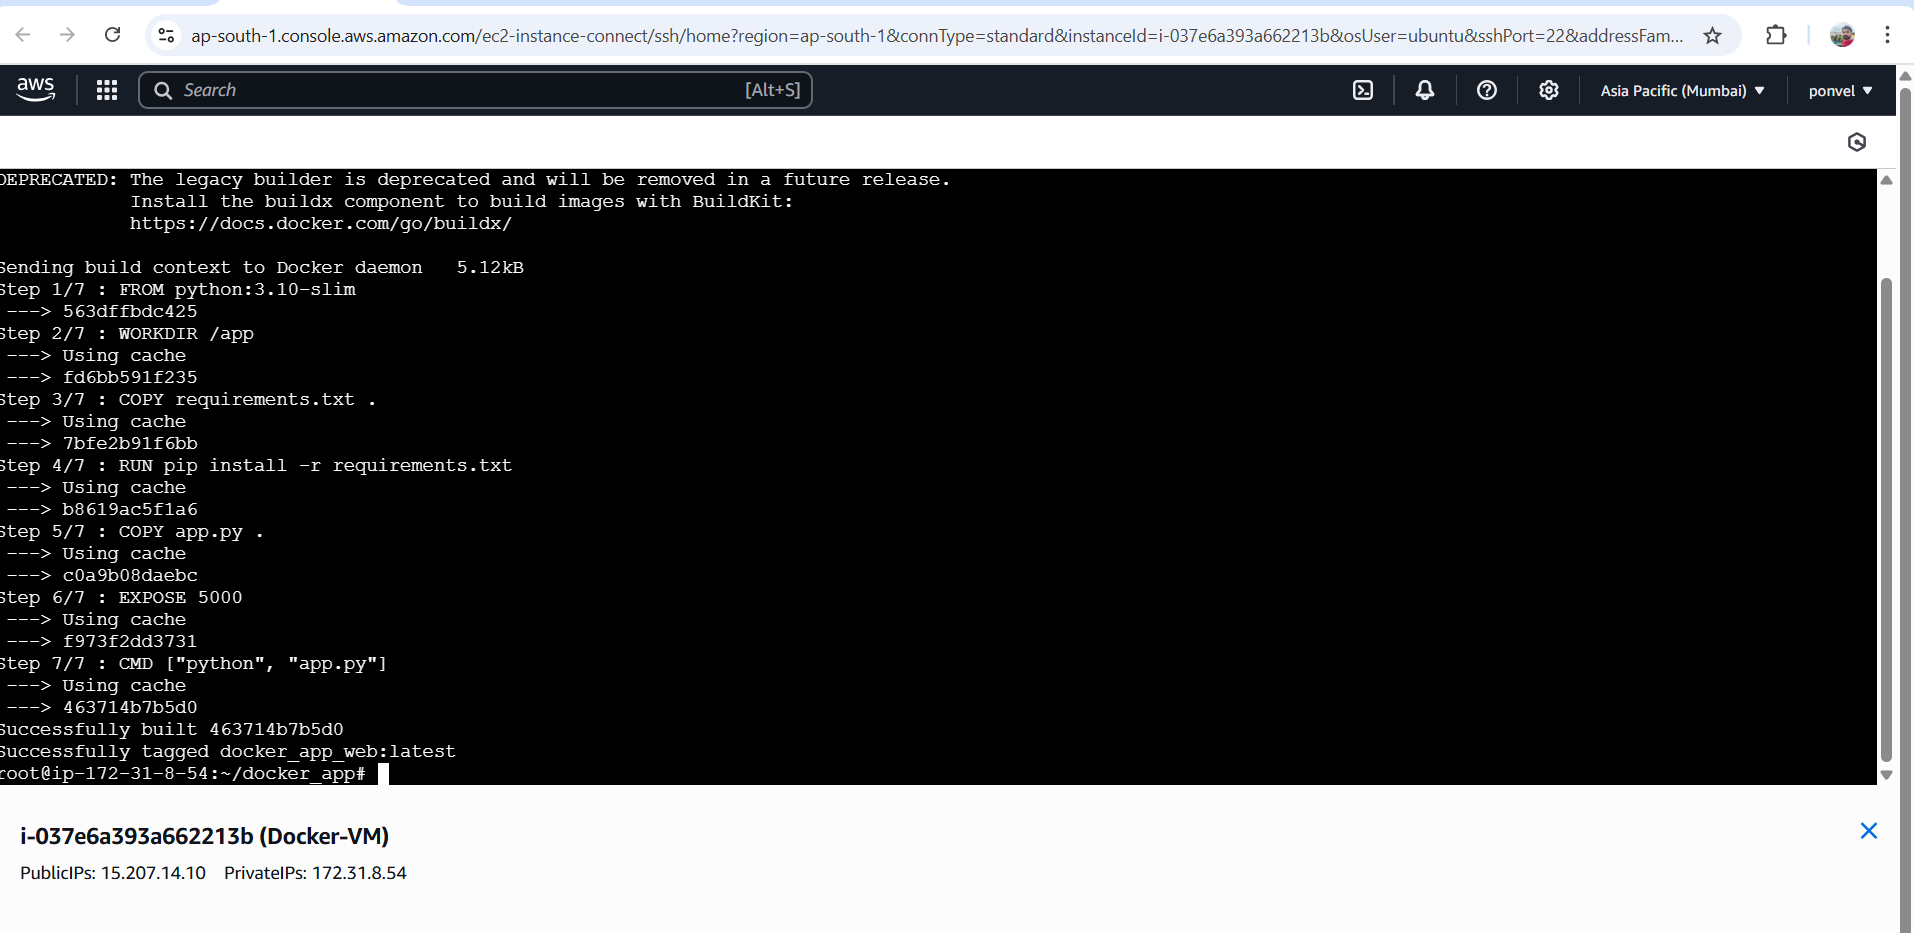 ap-south-1.console.aws.amazon.com/ec2-instance-connect/ssh/home?region=ap-south-1&connType=standard&instanceId=i-037e6a393a662213b&osUser=ubuntu&sshPort=22&addressFam...
aws
Search [Alt+S]
Asia Pacific (Mumbai)
ponvel
DEPRECATED: The legacy builder is deprecated and will be removed in a future release.
Install the buildx component to build images with BuildKit:
https://docs.docker.com/go/buildx/
Sending build context to Docker daemon 5.12kB
Step 1/7 : FROM python:3.10-slim
---> 563dffbdc425
Step 2/7 : WORKDIR /app
---> Using cache
---> fd6bb591f235
Step 3/7 : COPY requirements.txt .
---> Using cache
---> 7bfe2b91f6bb
Step 4/7 : RUN pip install -r requirements.txt
---> Using cache
---> b8619ac5f1a6
Step 5/7 : COPY app.py .
---> Using cache
---> c0a9b08daebc
Step 6/7 : EXPOSE 5000
---> Using cache
---> f973f2dd3731
Step 7/7 : CMD ["python", "app.py"]
---> Using cache
---> 463714b7b5d0
Successfully built 463714b7b5d0
Successfully tagged docker_app_web:latest
root@ip-172-31-8-54:~/docker_app#
i-037e6a393a662213b (Docker-VM)
PublicIPs: 15.207.14.10 PrivateIPs: 172.31.8.54